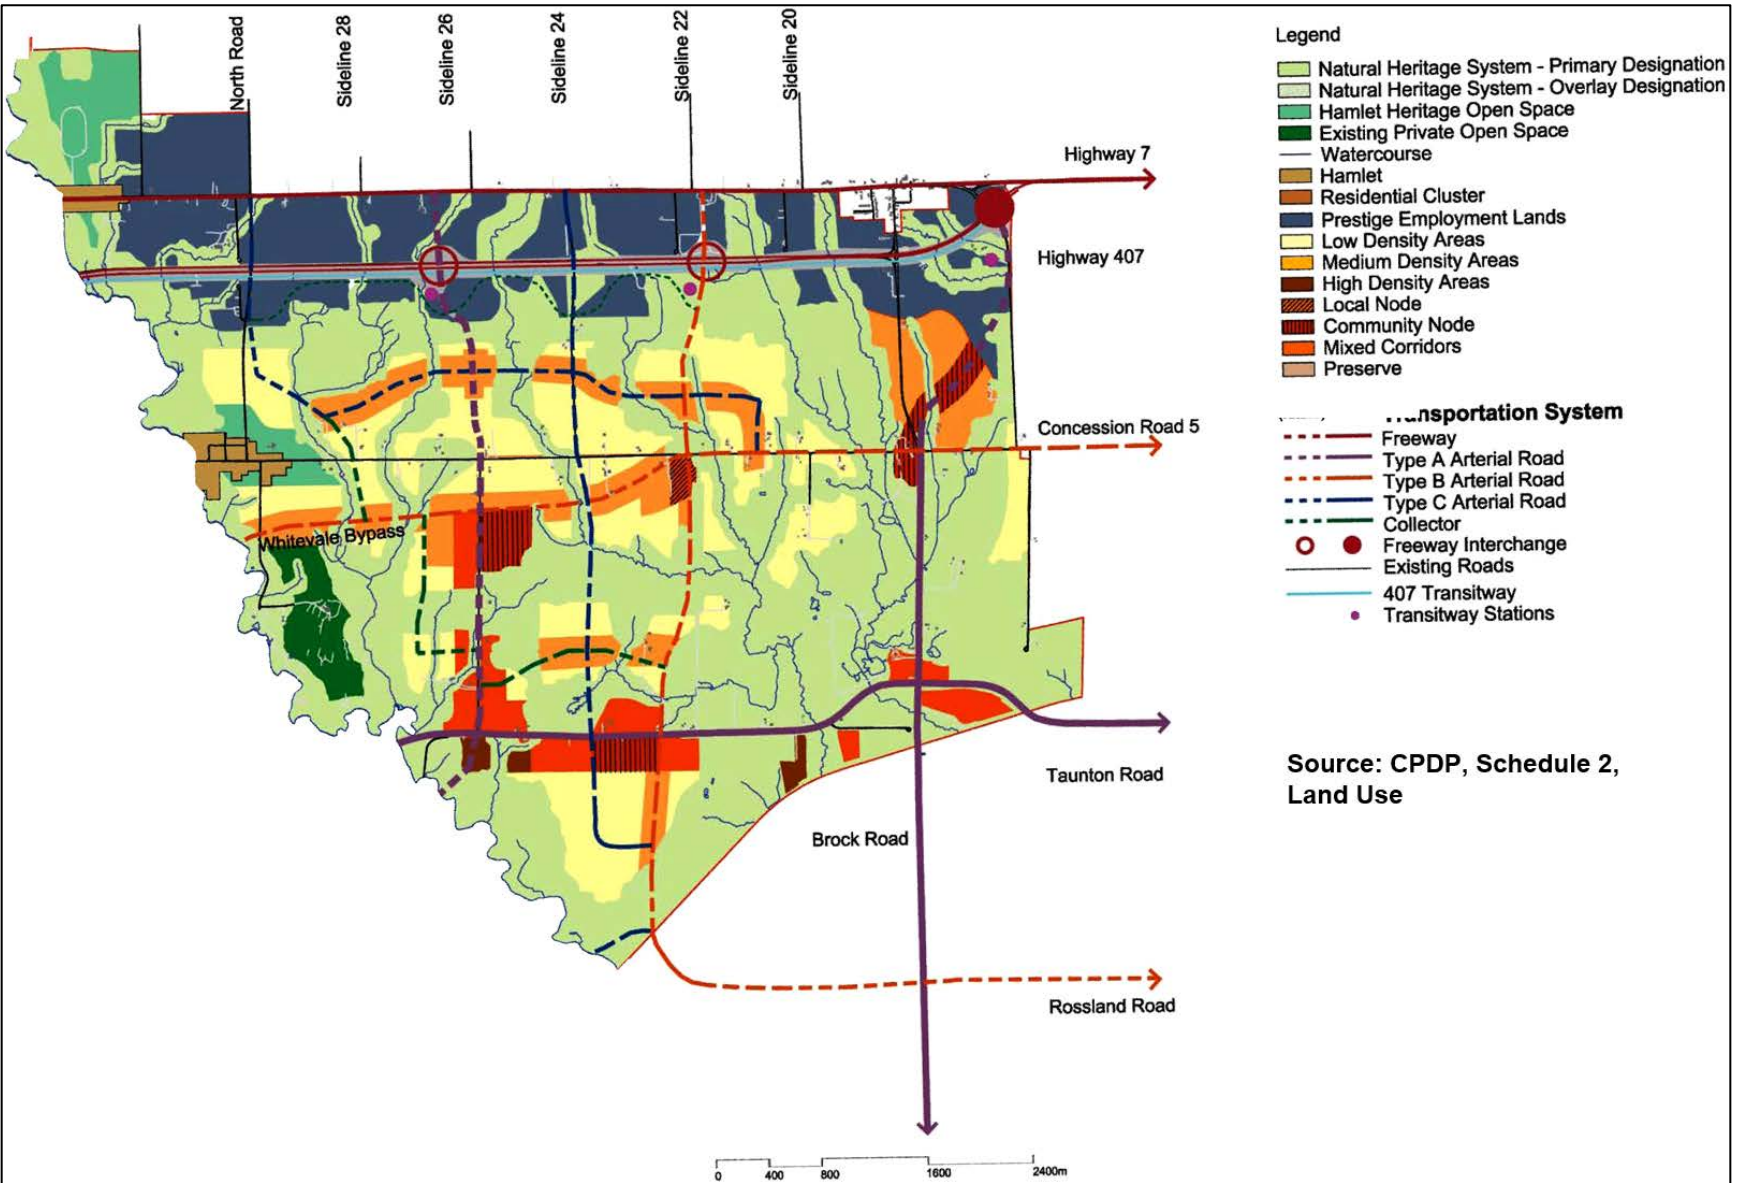 North Road
Sideline 28
Sideline 26
Sideline 24
Sideline 22
Sideline 20
Highway 7
Highway 407
Concession Road 5
Whitevale Bypass
Taunton Road
Brock Road
Rossland Road
0 400 800 1600 2400m
Legend
Natural Heritage System - Primary Designation
Natural Heritage System - Overlay Designation
Hamlet Heritage Open Space
Existing Private Open Space
Watercourse
Hamlet
Residential Cluster
Prestige Employment Lands
Low Density Areas
Medium Density Areas
High Density Areas
Local Node
Community Node
Mixed Corridors
Preserve
Transportation System
Freeway
Type A Arterial Road
Type B Arterial Road
Type C Arterial Road
Collector
Freeway Interchange
Existing Roads
407 Transitway
Transitway Stations
Source: CPDP, Schedule 2,
Land Use